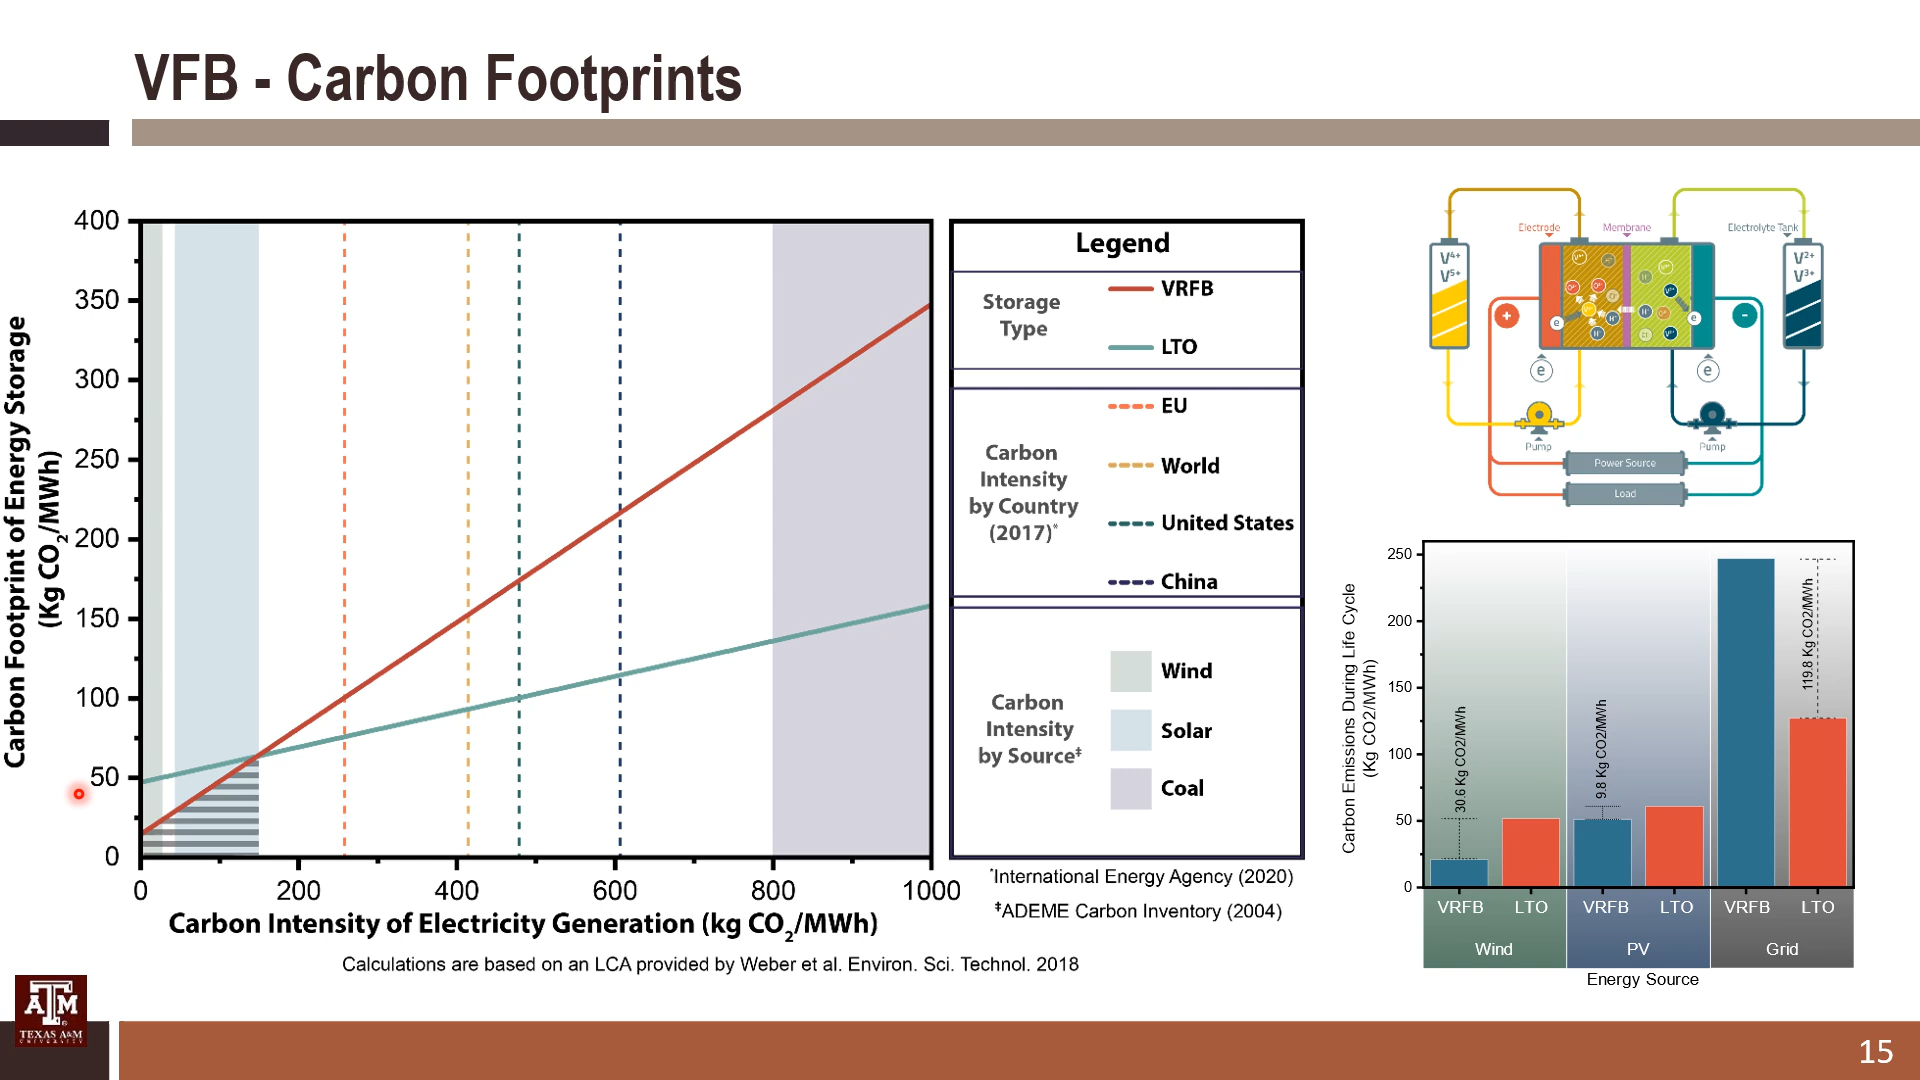 VFB - Carbon Footprints
Carbon Footprint of Energy Storage
(Kg CO2/MWh)
400
350
300
250
200
150
100
50
0
0 200 400 600 800 1000
Carbon Intensity of Electricity Generation (kg CO2/MWh)
Calculations are based on an LCA provided by Weber et al. Environ. Sci. Technol. 2018
Legend
Storage
Type
VRFB
LTO
Carbon
Intensity
by Country
(2017)*
EU
World
United States
China
Carbon
Intensity
by Source‡
Wind
Solar
Coal
*International Energy Agency (2020)
‡ADEME Carbon Inventory (2004)
Electrode Membrane Electrolyte Tank
V4+
V5+
V2+
V3+
+
-
e
e
e
e
Pump
Pump
Power Source
Load
Carbon Emissions During Life Cycle
(Kg CO2/MWh)
250
200
150
100
50
0
30.6 Kg CO2/MWh
9.8 Kg CO2/MWh
119.8 Kg CO2/MWh
VRFB LTO VRFB LTO VRFB LTO
Wind PV Grid
Energy Source
ATM
TEXAS A&M
UNIVERSITY
15